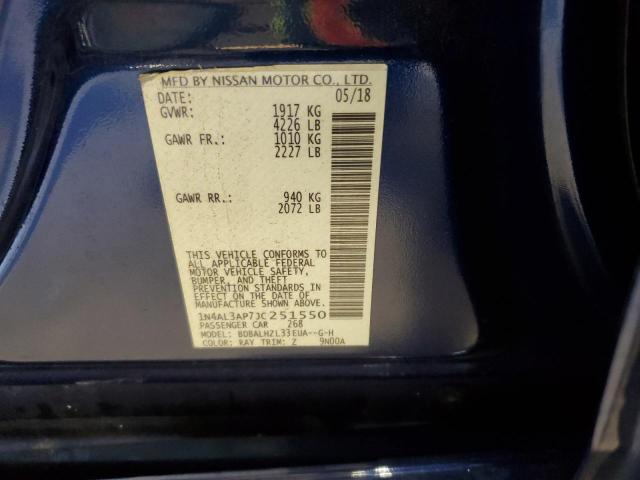 MFD BY NISSAN MOTOR CO., LTD.
DATE: 05/18
GVWR: 1917 KG
4226 LB
GAWR FR.: 1010 KG
2227 LB
GAWR RR.: 940 KG
2072 LB
THIS VEHICLE CONFORMS TO
ALL APPLICABLE FEDERAL
MOTOR VEHICLE SAFETY,
BUMPER, AND THEFT
PREVENTION STANDARDS IN
EFFECT ON THE DATE OF
MANUFACTURE SHOWN ABOVE.
1N4AL3AP7JC251550
PASSENGER CAR 268
MODEL: BDBALHZL33EUA--G-H
COLOR: RAY TRIM: Z 9N00A